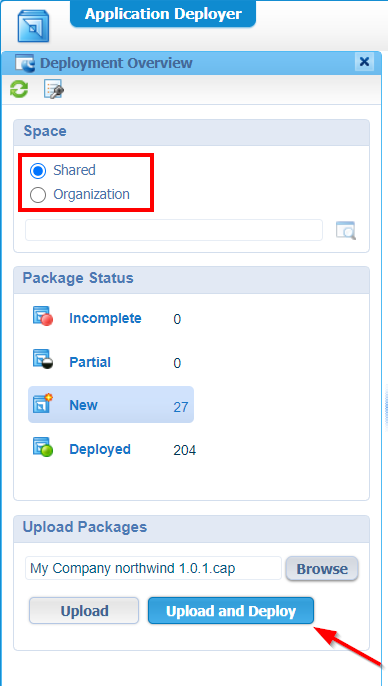 Application Deployer
Deployment Overview
Space
Shared
Organization
Package Status
Incomplete 0
Partial 0
New 27
Deployed 204
Upload Packages
My Company northwind 1.0.1.cap Browse
Upload Upload and Deploy